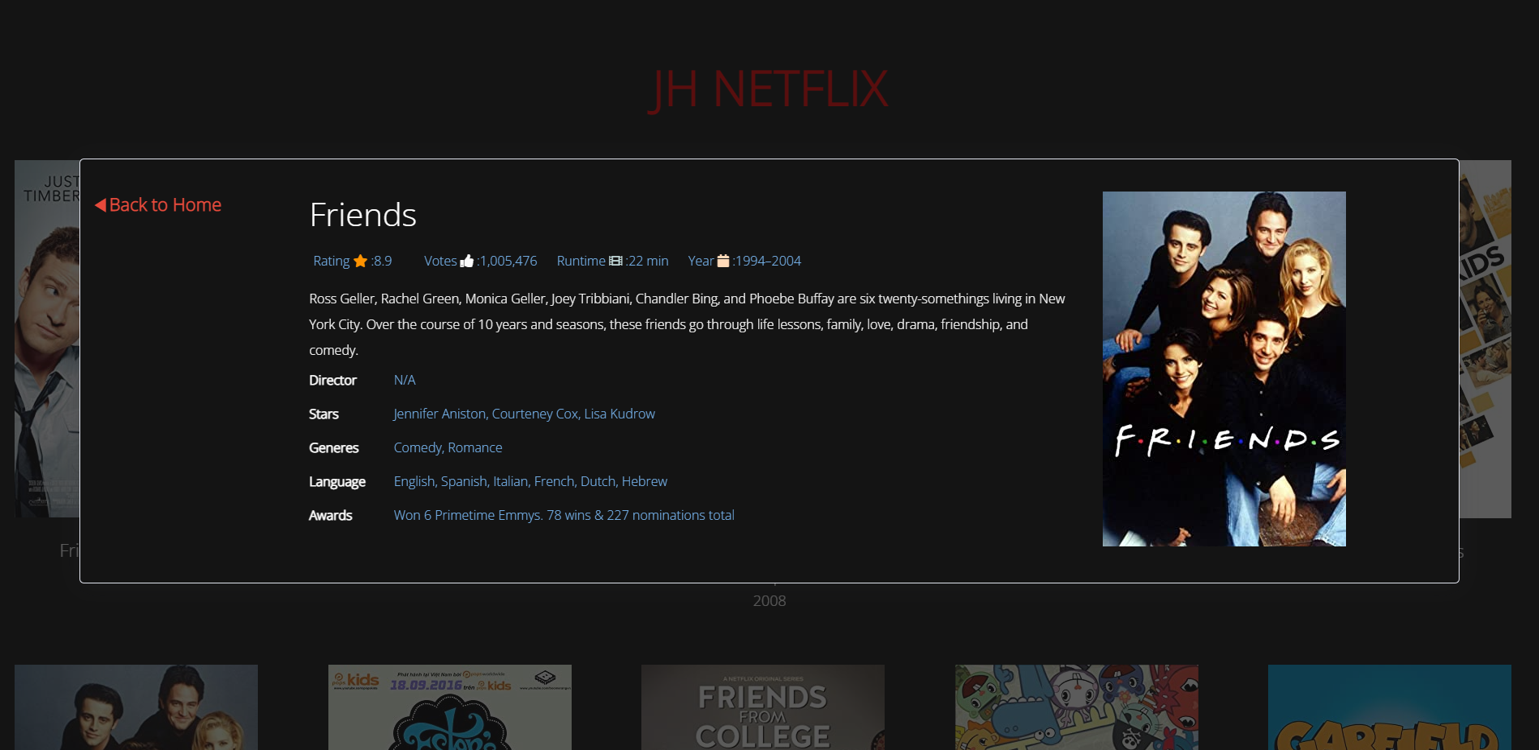 JH NETFLIX
JUST
TIMBER
Back to Home
Friends
Rating :8.9 Votes :1,005,476 Runtime :22 min Year :1994–2004
Ross Geller, Rachel Green, Monica Geller, Joey Tribbiani, Chandler Bing, and Phoebe Buffay are six twenty-somethings living in New
York City. Over the course of 10 years and seasons, these friends go through life lessons, family, love, drama, friendship, and
comedy.
Director N/A
Stars Jennifer Aniston, Courteney Cox, Lisa Kudrow
Generes Comedy, Romance
Language English, Spanish, Italian, French, Dutch, Hebrew
Awards Won 6 Primetime Emmys. 78 wins & 227 nominations total
F·R·I·E·N·D·S
IDS
Fri
s
2008
kids
18.09.2016
kids
A NETFLIX ORIGINAL SERIES
FRIENDS
FROM
COLLEGE
GARFIELD